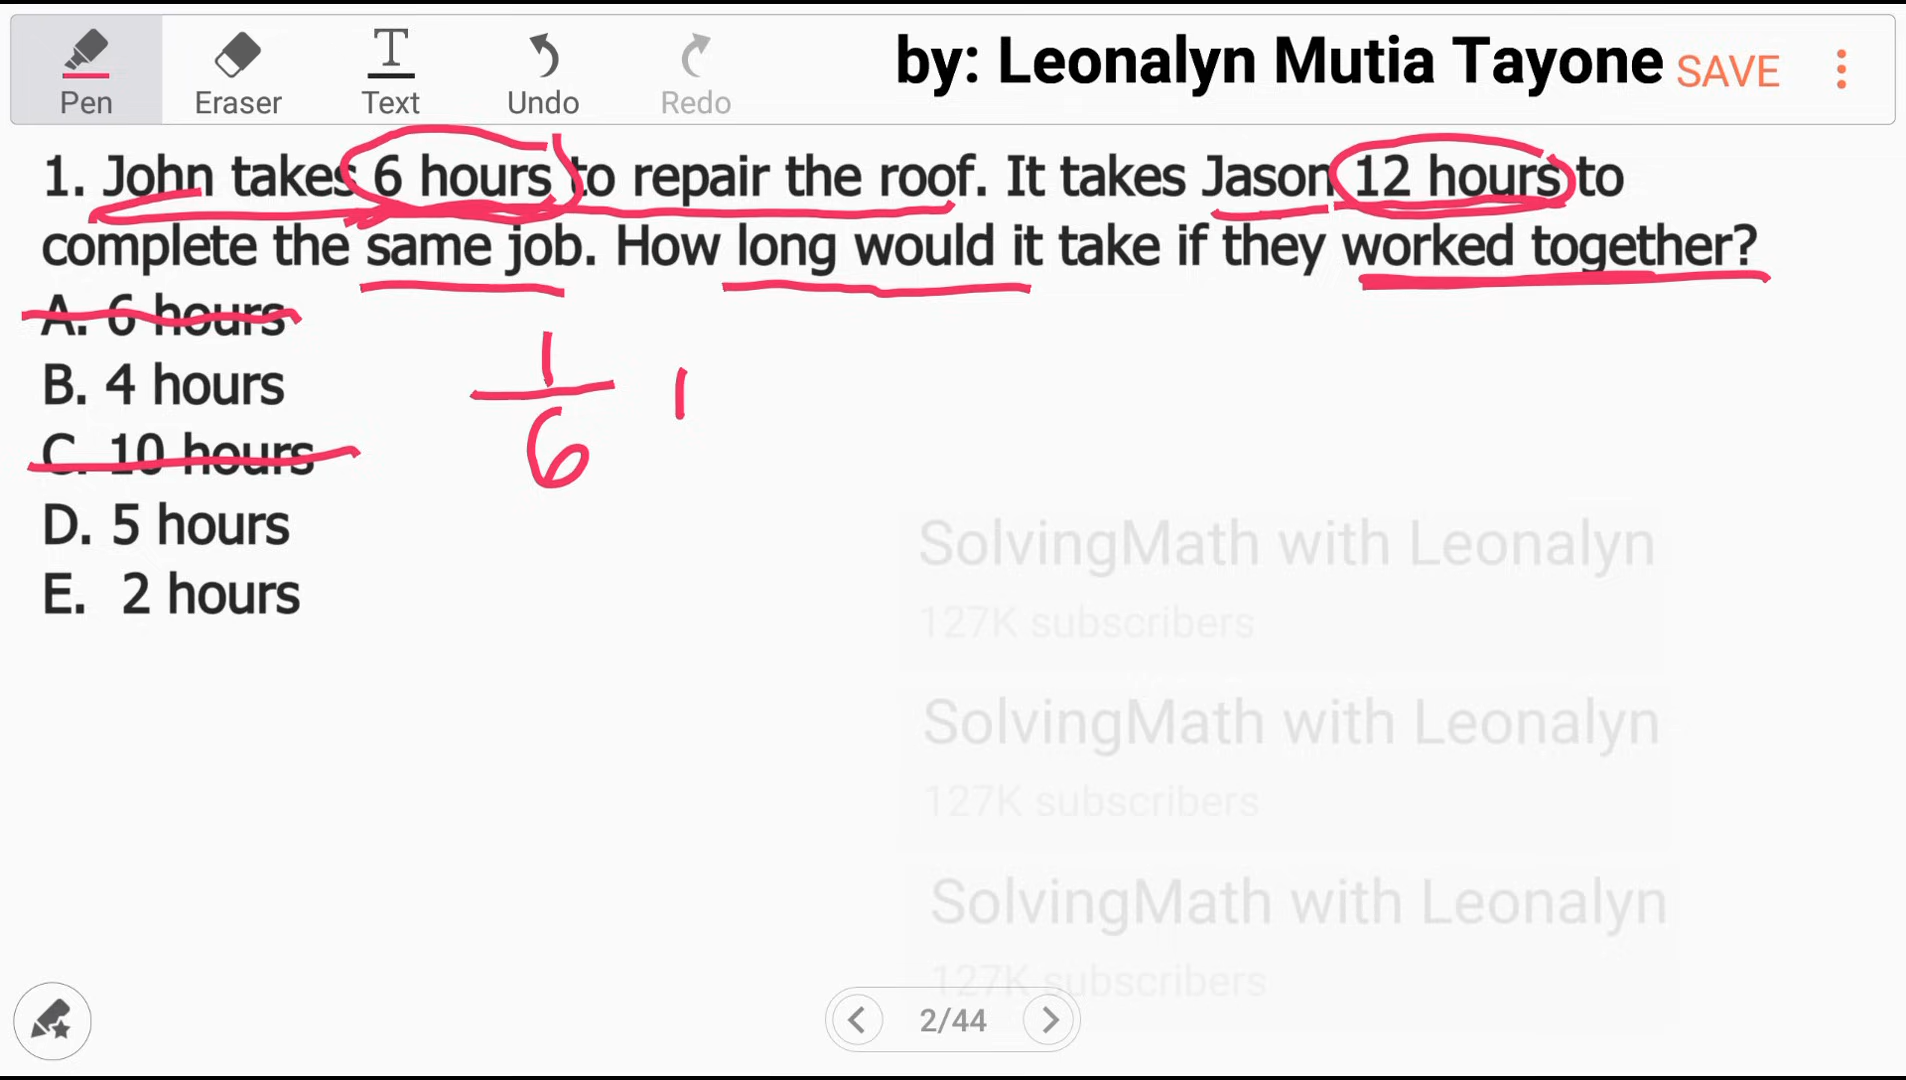 Pen Eraser Text Undo Redo by: Leonalyn Mutia Tayone SAVE
1. John takes 6 hours to repair the roof. It takes Jason 12 hours to
complete the same job. How long would it take if they worked together?
A. 6 hours
B. 4 hours
C. 10 hours
D. 5 hours
E. 2 hours
1
6
1
SolvingMath with Leonalyn
127K subscribers
SolvingMath with Leonalyn
127K subscribers
SolvingMath with Leonalyn
127K subscribers
2/44